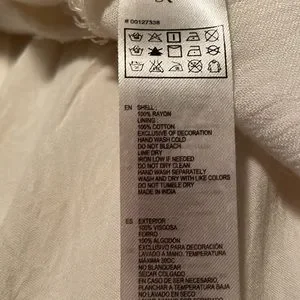 # 00127338
EN SHELL:
100% RAYON
LINING
100% COTTON
EXCLUSIVE OF DECORATION
HAND WASH COLD
DO NOT BLEACH
LINE DRY
IRON LOW IF NEEDED
DO NOT DRY CLEAN
HAND WASH SEPARATELY
WASH AND DRY WITH LIKE COLORS
DO NOT TUMBLE DRY
MADE IN INDIA
ES EXTERIOR
100% VISCOSA
FORRO
100% ALGODÓN
EXCLUSIVO PARA DECORACIÓN
LAVADO A MANO. TEMPERATURA
MÁXIMA 30ºC
NO BLANQUEAR
SECAR COLGADO
EN CASO DE SER NECESARIO,
PLANCHAR A TEMPERATURA BAJA
NO LAVADO EN SECO